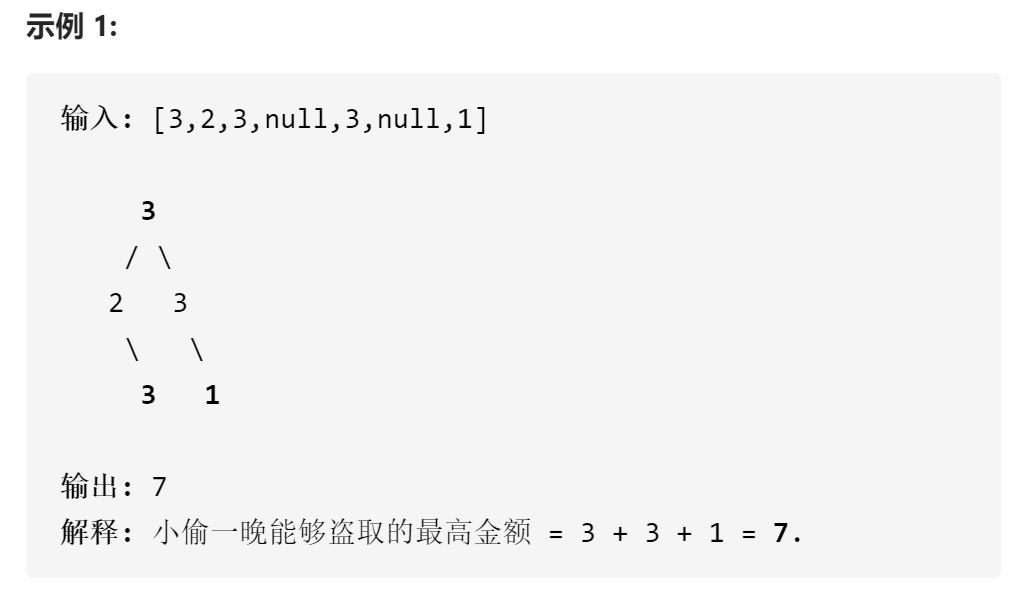 示例 1:
输入: [3,2,3,null,3,null,1]
3
/ \
2 3
\ \
3 1
输出: 7
解释: 小偷一晚能够盗取的最高金额 = 3 + 3 + 1 = 7.